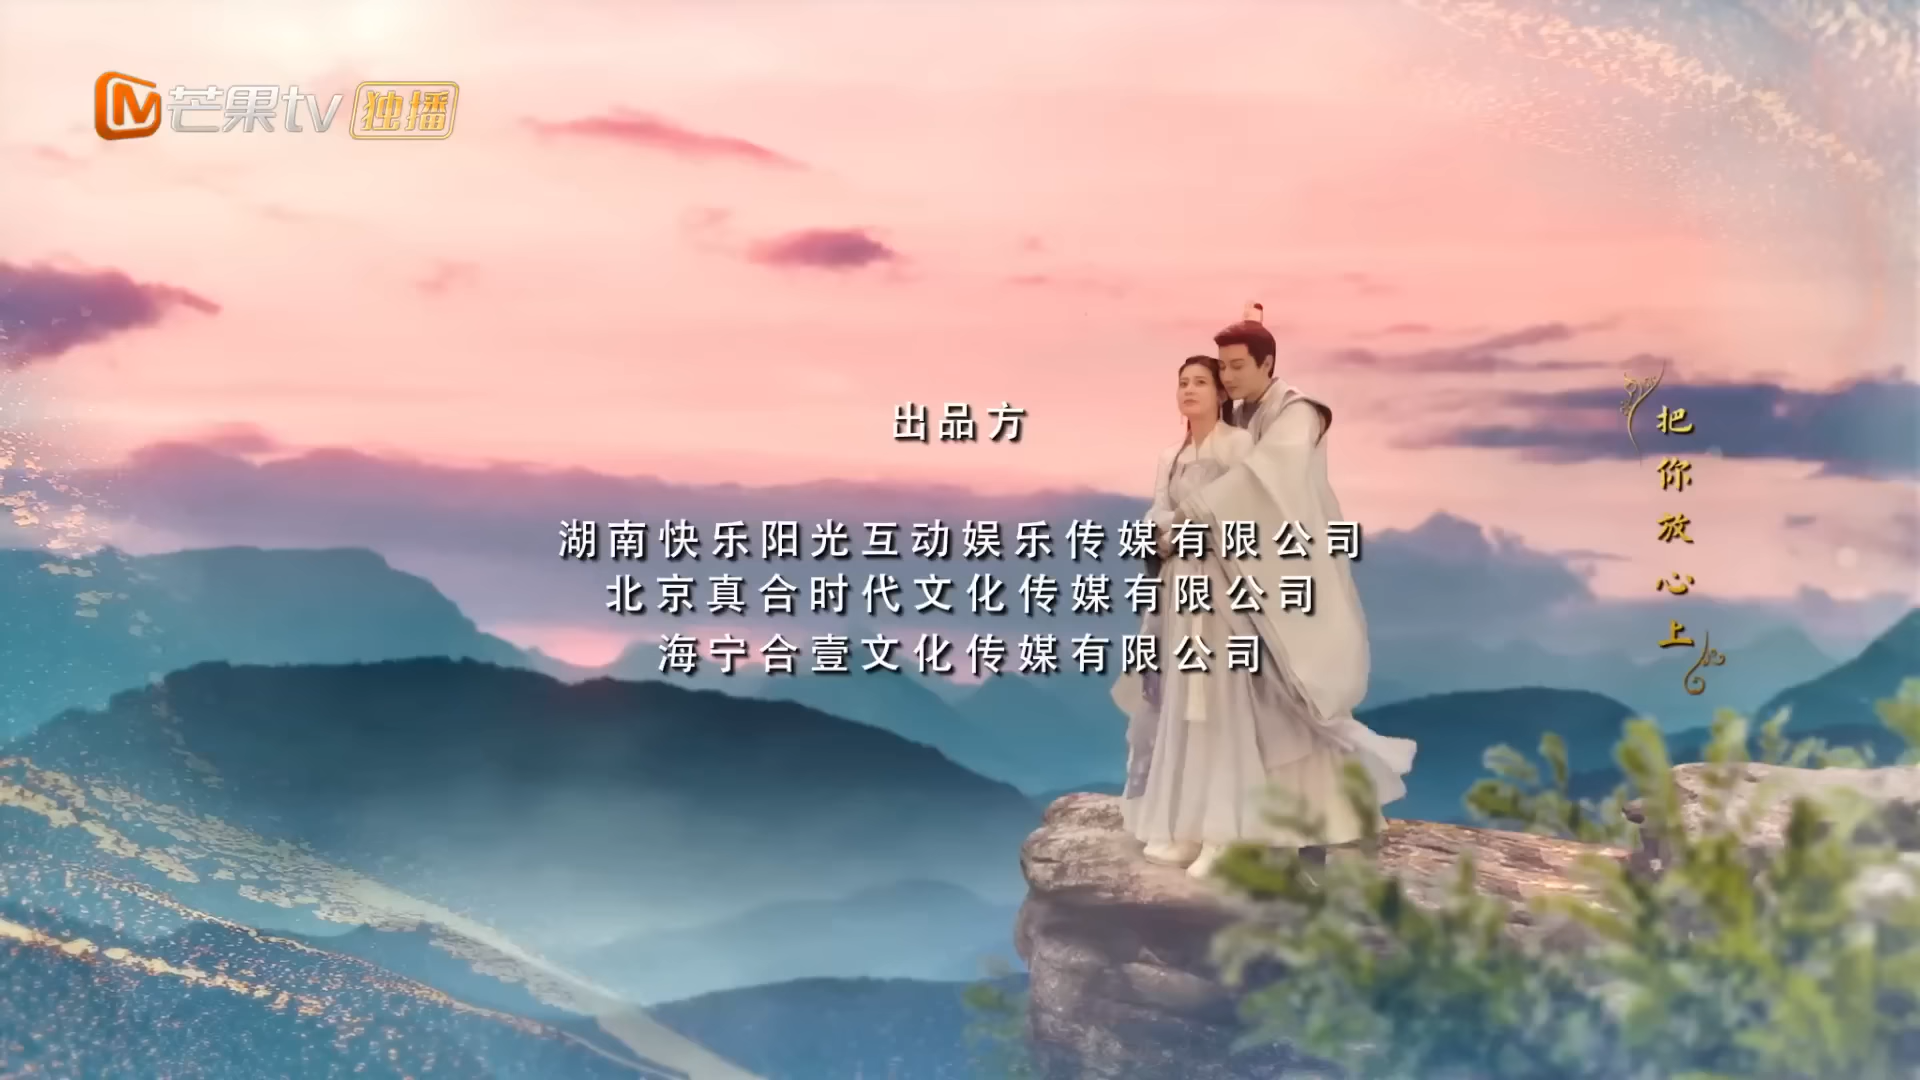 芒果tv 独播
出品方
湖南快乐阳光互动娱乐传媒有限公司
北京真合时代文化传媒有限公司
海宁合壹文化传媒有限公司
把你放心上